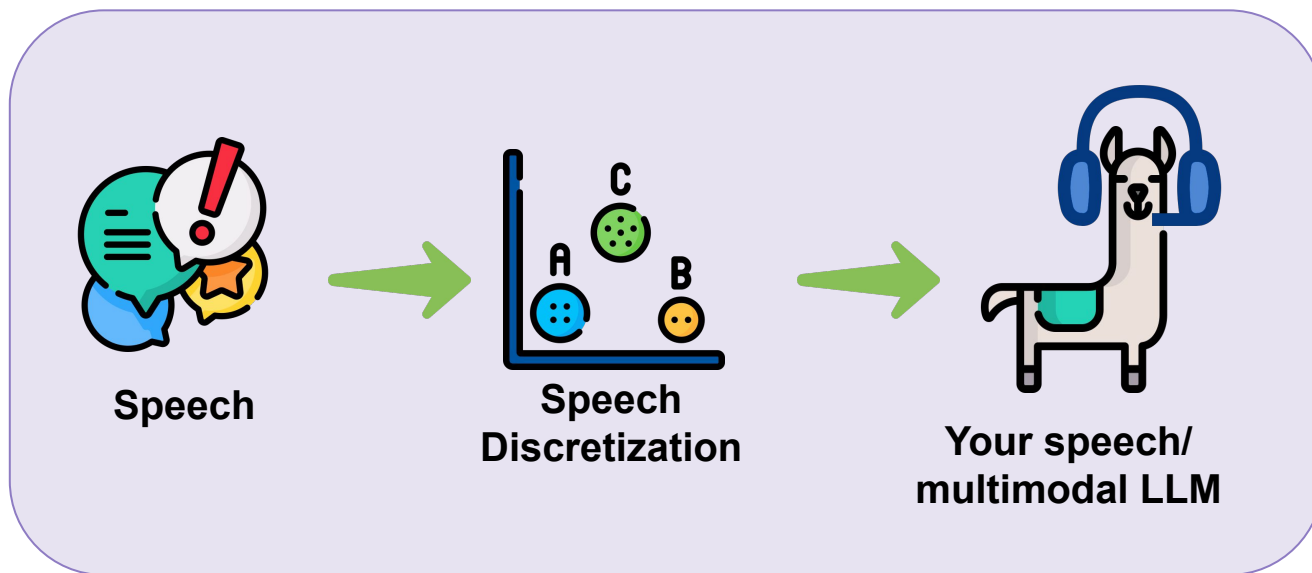 C
A
B
Speech
Speech
Discretization
Your speech/
multimodal LLM